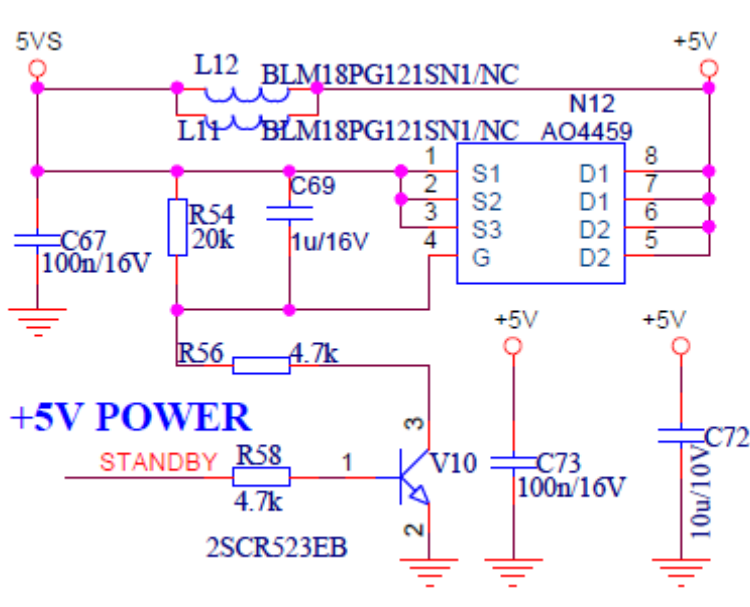 5VS
+5V
L12
BLM18PG121SN1/NC
L11
BLM18PG121SN1/NC
N12
AO4459
1
S1
D1
8
2
S2
D1
7
3
S3
D2
6
4
G
D2
5
C69
1u/16V
R54
20k
C67
100n/16V
R56
4.7k
+5V
+5V
+5V POWER
3
STANDBY
R58
4.7k
1
V10
2
2SCR523EB
C73
100n/16V
C72
10u/10V